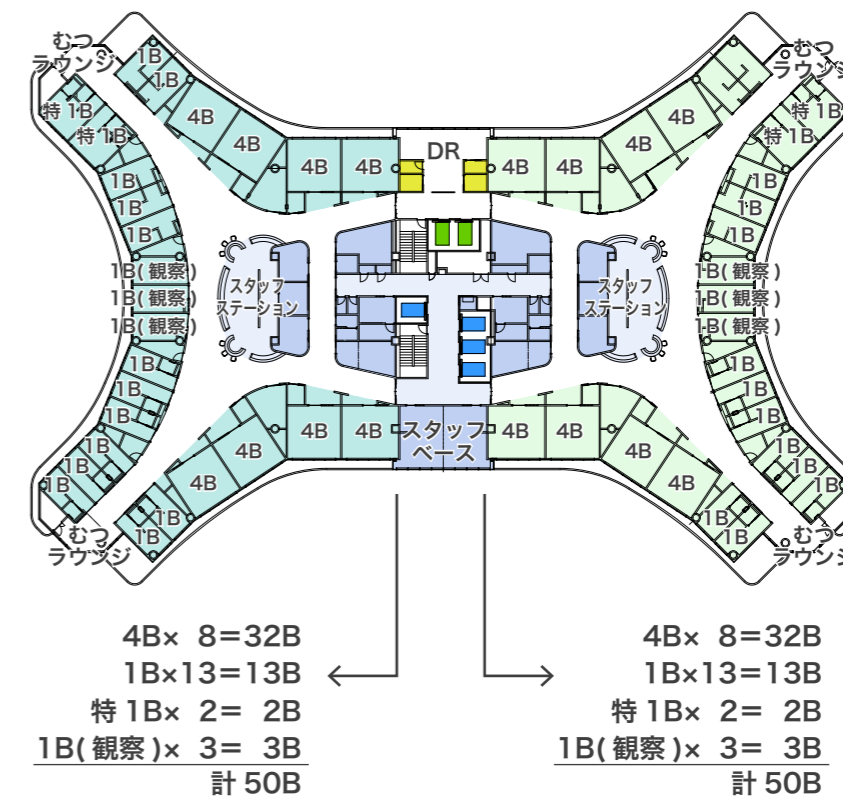 むつ
ラウンジ
むつ
ラウンジ
1B
1B
4B
4B
4B
4B
DR
4B
4B
4B
4B
特 1B
特 1B
特 1B
特 1B
1B
1B
1B
1B
1B
1B
1B( 観察 )
1B( 観察 )
1B( 観察 )
スタッフ
ステーション
スタッフ
ステーション
1B( 観察 )
1B( 観察 )
1B( 観察 )
1B
1B
1B
1B
1B
1B
1B
1B
1B
1B
1B
1B
4B
4B
4B
4B
スタッフ
ベース
4B
4B
4B
4B
1B
1B
1B
1B
むつ
ラウンジ
むつ
ラウンジ
4B× 8＝32B
1B×13＝13B
特 1B× 2＝ 2B
1B( 観察 )× 3＝ 3B
計 50B
4B× 8＝32B
1B×13＝13B
特 1B× 2＝ 2B
1B( 観察 )× 3＝ 3B
計 50B